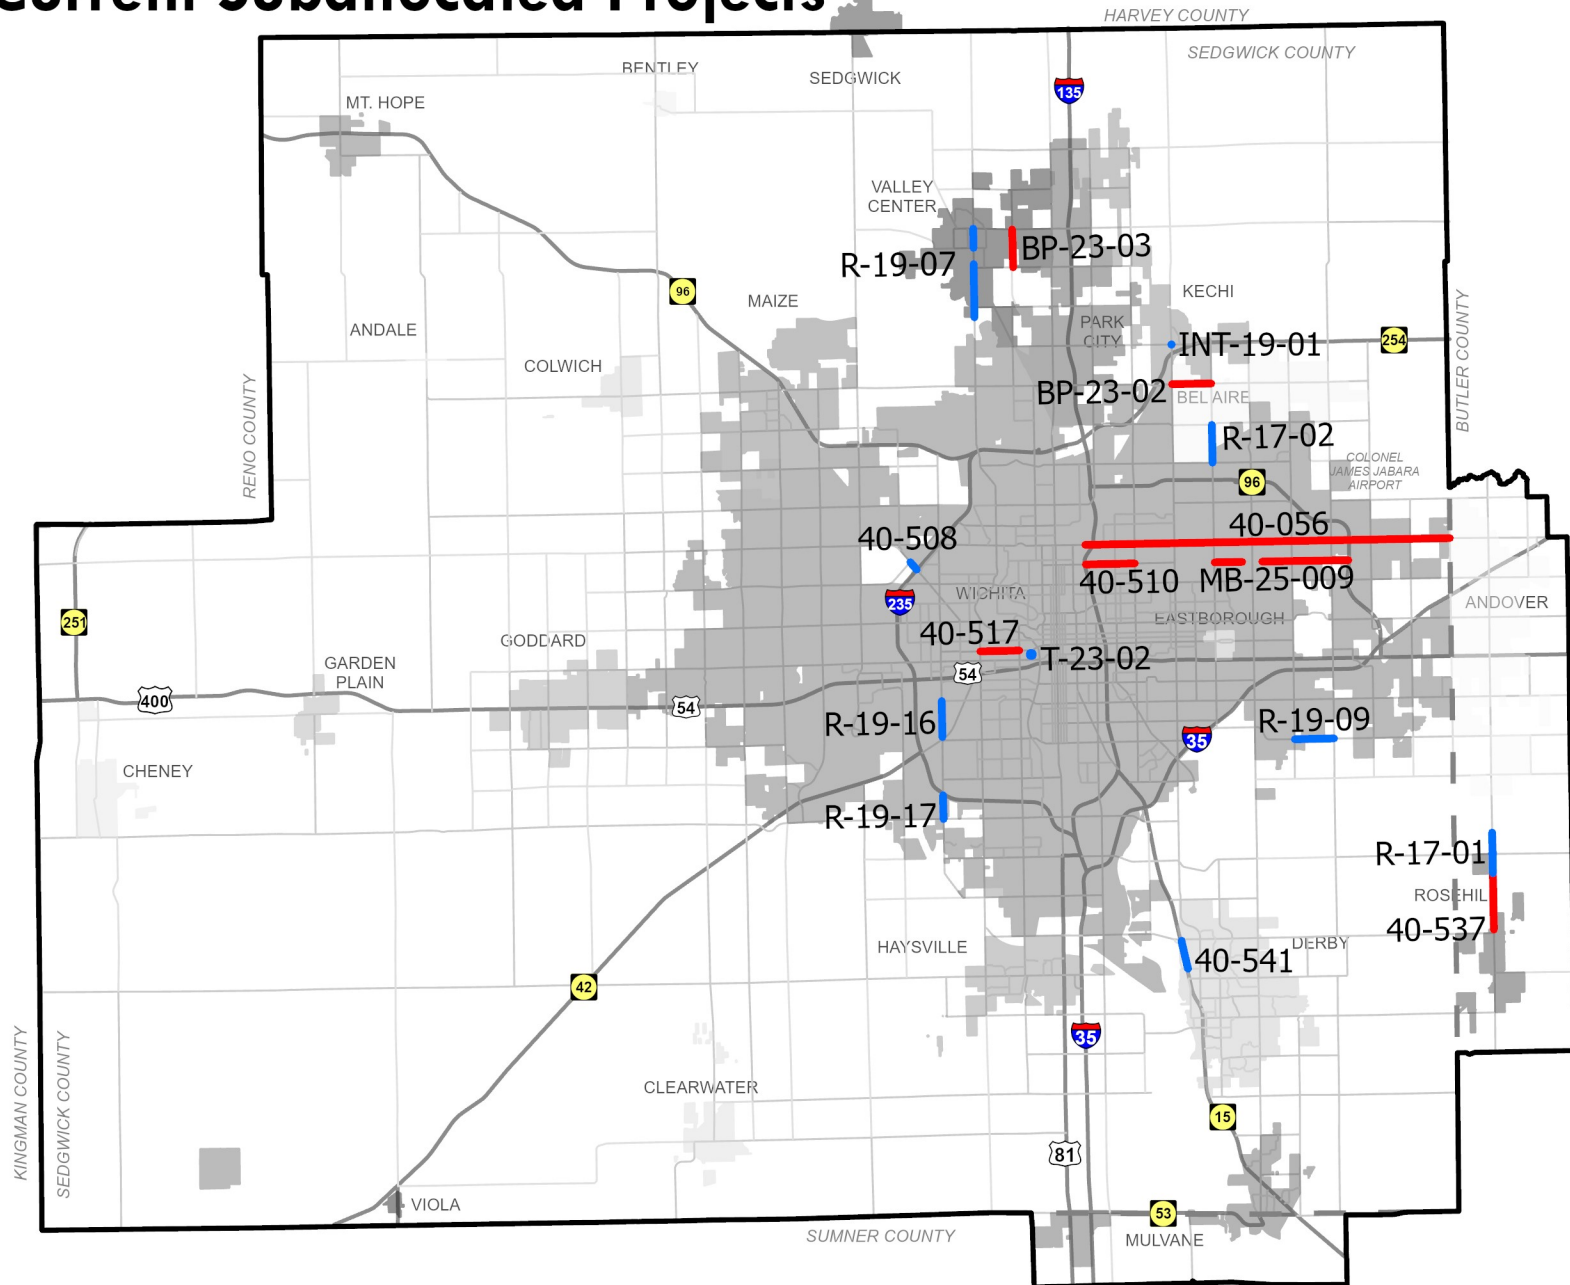 Current Suballocated Projects
HARVEY COUNTY
SEDGWICK COUNTY
BENTLEY
SEDGWICK
MT. HOPE
135
VALLEY
CENTER
R-19-07
BP-23-03
96
MAIZE
KECHI
ANDALE
PARK
CITY
INT-19-01
254
COLWICH
BP-23-02
BEL AIRE
BUTLER COUNTY
RENO COUNTY
R-17-02
COLONEL
JAMES JABARA
AIRPORT
96
40-508
40-056
40-510
MB-25-009
WICHITA
235
ANDOVER
251
EASTBOROUGH
GODDARD
40-517
T-23-02
GARDEN
PLAIN
54
400
54
R-19-16
R-19-09
35
CHENEY
R-19-17
R-17-01
ROSEHIL
40-537
HAYSVILLE
DERBY
40-541
42
35
KINGMAN COUNTY
SEDGWICK COUNTY
CLEARWATER
15
81
VIOLA
53
SUMNER COUNTY
MULVANE